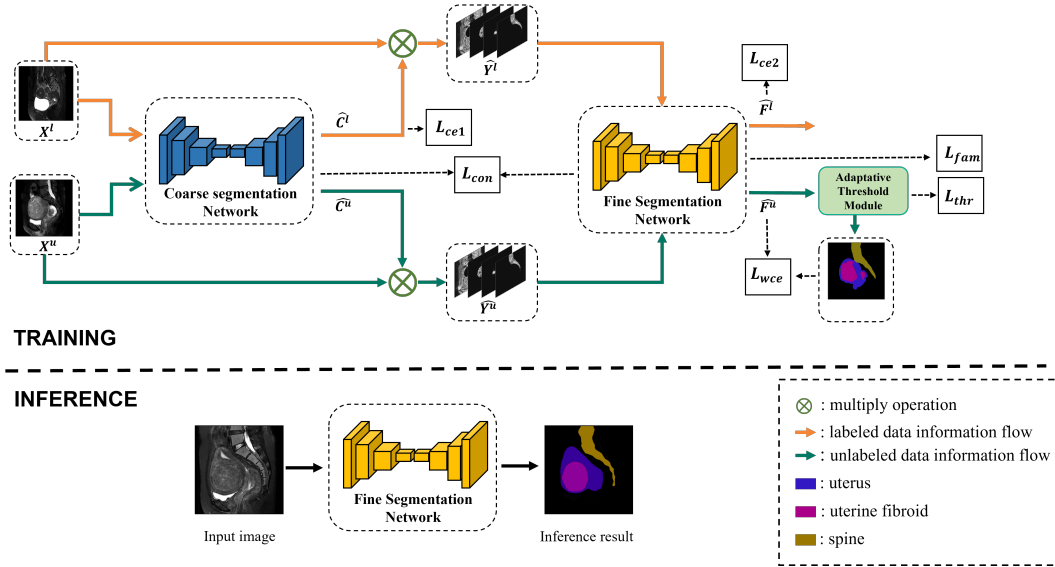 X^l
X^u
Coarse segmentation
Network
Ĉ^l
Ĉ^u
L_ce1
L_con
Ŷ^l
Ŷ^u
Fine Segmentation
Network
L_ce2
F̂^l
F̂^u
L_fam
Adaptive
Threshold
Module
L_thr
L_wce
TRAINING
INFERENCE
Input image
Fine Segmentation
Network
Inference result
: multiply operation
: labeled data information flow
: unlabeled data information flow
: uterus
: uterine fibroid
: spine